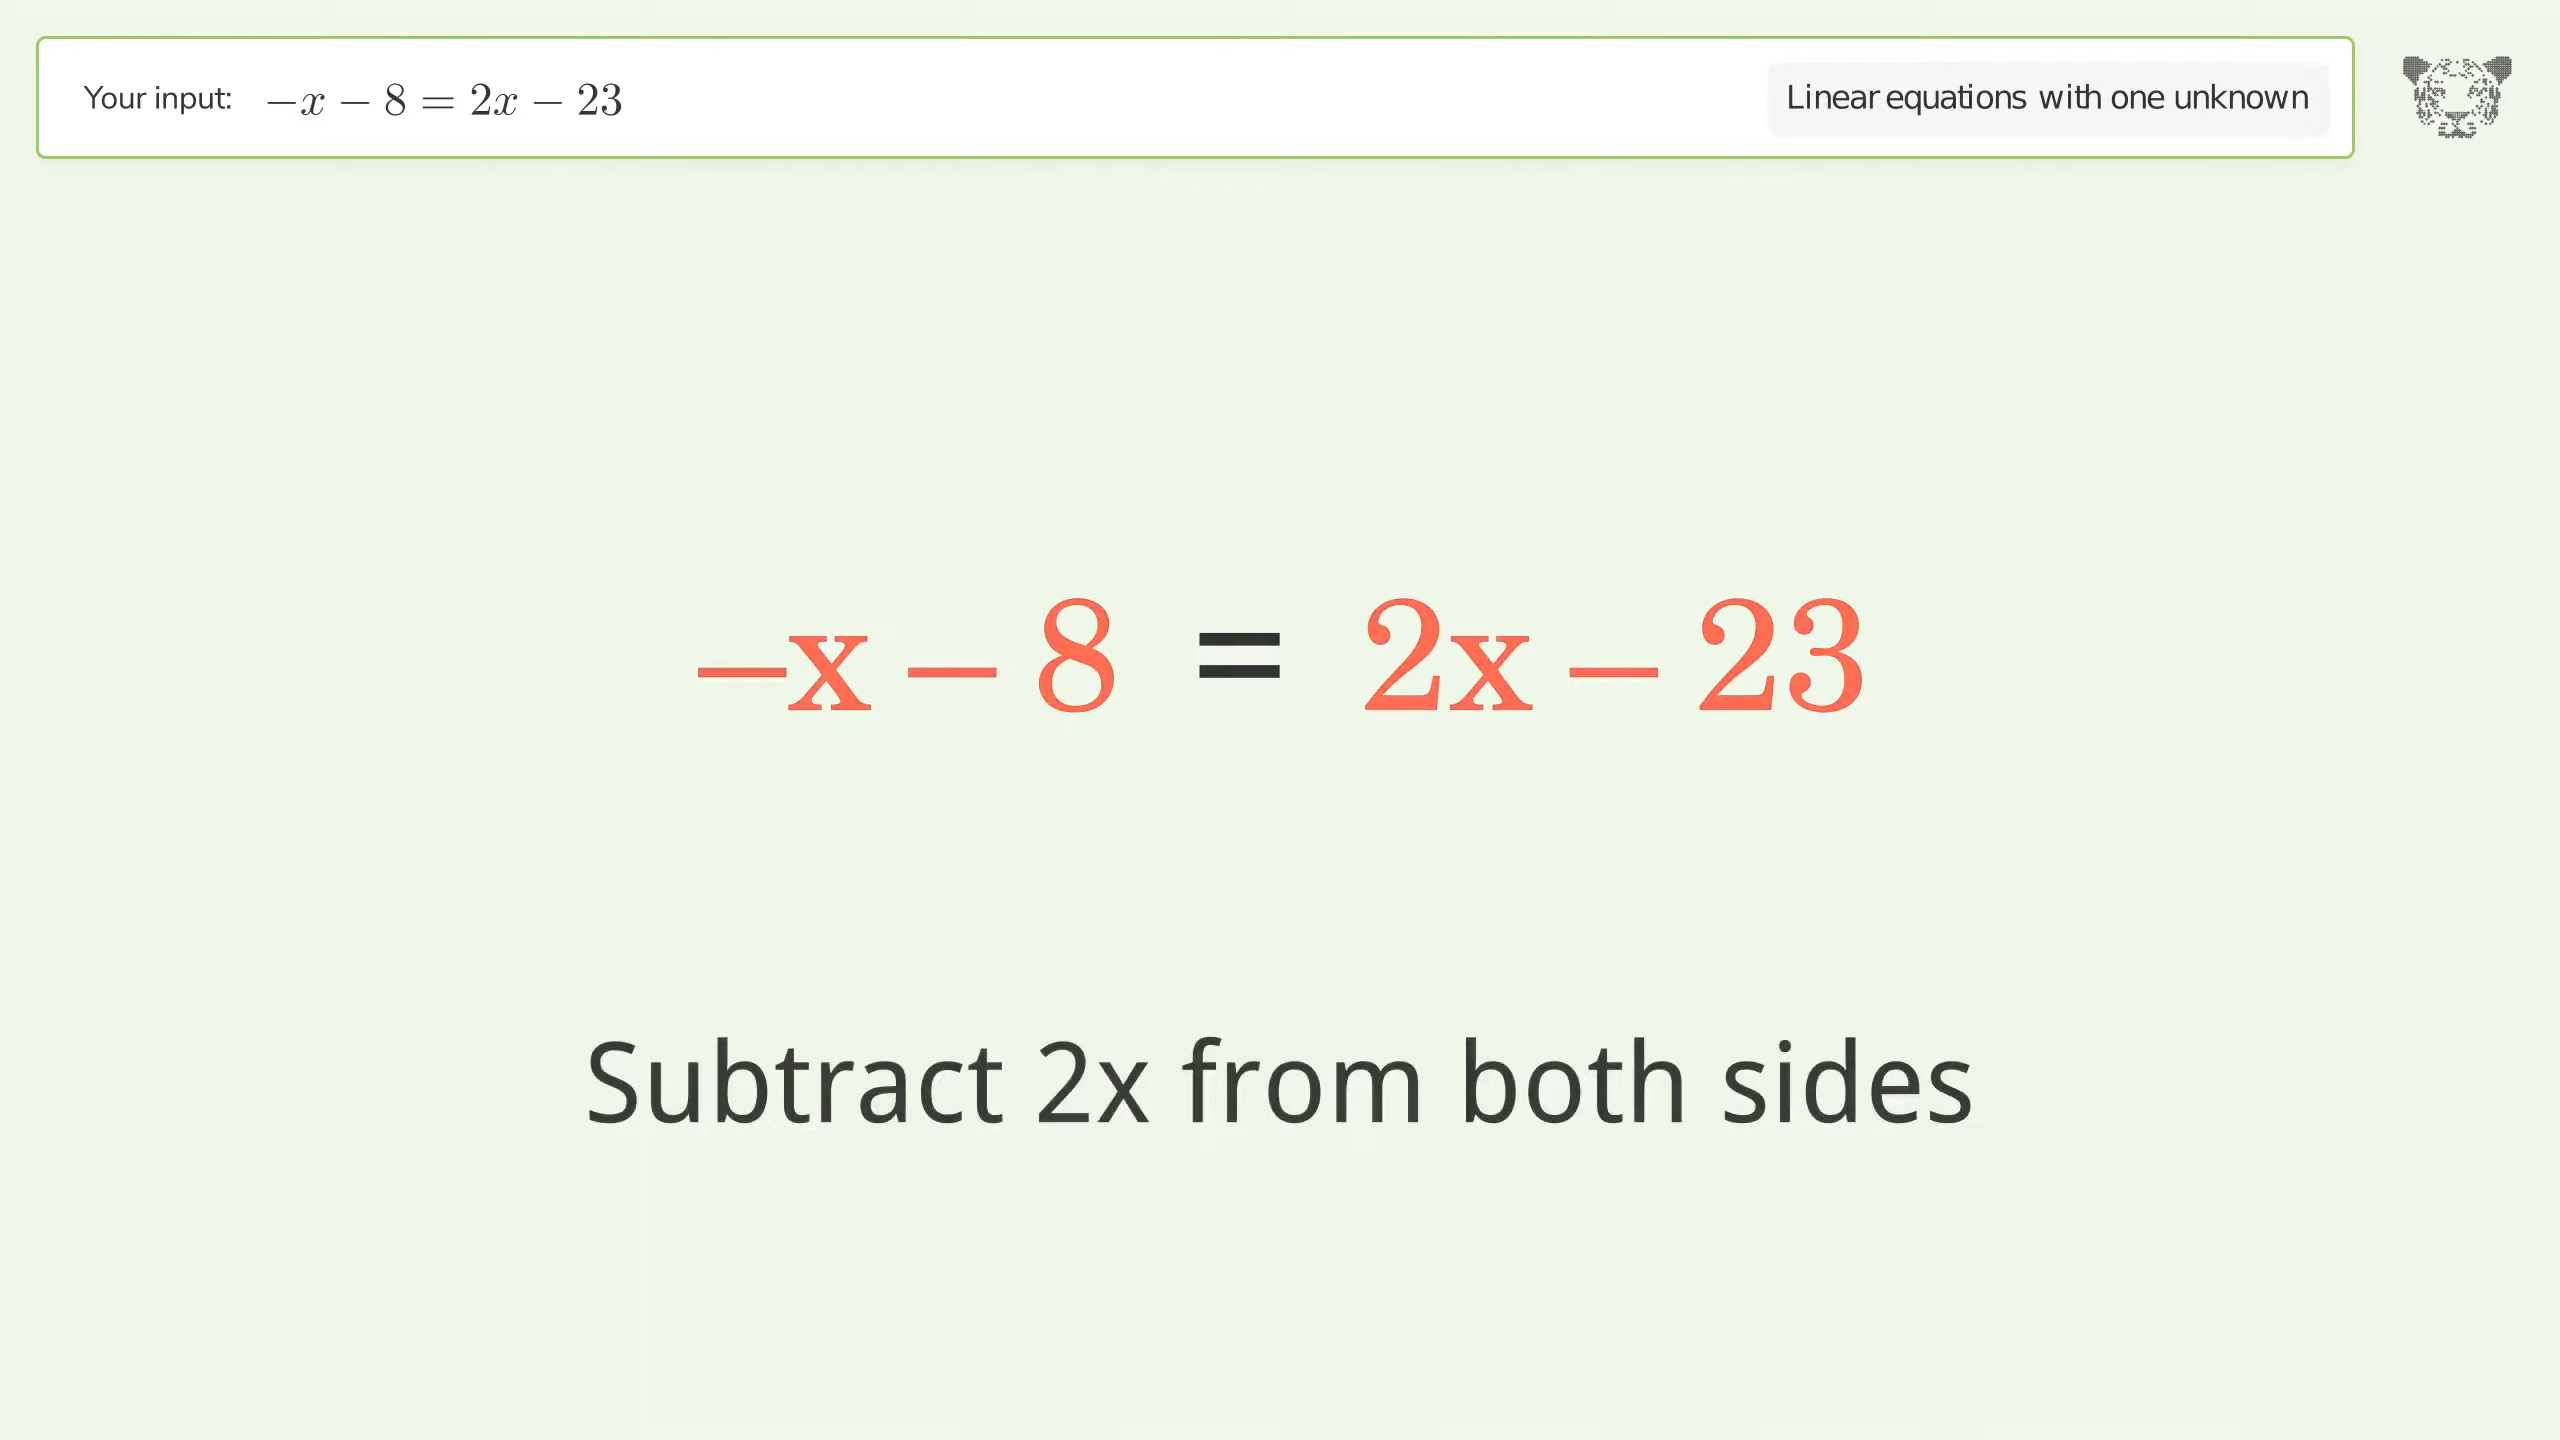 Your input: −x − 8 = 2x − 23
Linear equations with one unknown
−x − 8 = 2x − 23
Subtract 2x from both sides